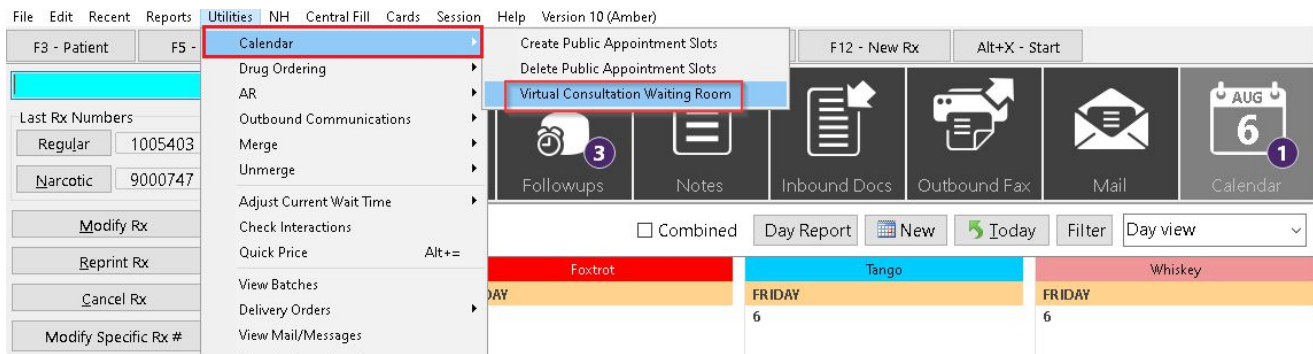 File Edit Recent Reports Utilities NH Central Fill Cards Session Help Version 10 (Amber)
F3 - Patient F5 - F12 - New Rx Alt+X - Start
Calendar
Drug Ordering
AR
Outbound Communications
Merge
Unmerge
Adjust Current Wait Time
Check Interactions
Quick Price Alt+=
View Batches
Delivery Orders
View Mail/Messages
Create Public Appointment Slots
Delete Public Appointment Slots
Virtual Consultation Waiting Room
Last Rx Numbers
Regular 1005403
Narcotic 9000747
Modify Rx
Reprint Rx
Cancel Rx
Modify Specific Rx #
3
Followups
Notes
Inbound Docs
Outbound Fax
Mail
AUG
6
1
Calendar
Combined Day Report New Today Filter Day view
Foxtrot Tango Whiskey
FRIDAY FRIDAY
6 6